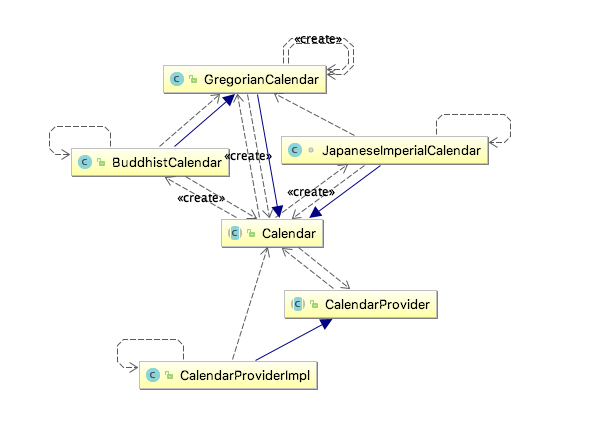 «create»
C GregorianCalendar
C BuddhistCalendar
«create»
C JapaneseImperialCalendar
«create»
«create»
C Calendar
C CalendarProvider
C CalendarProviderImpl